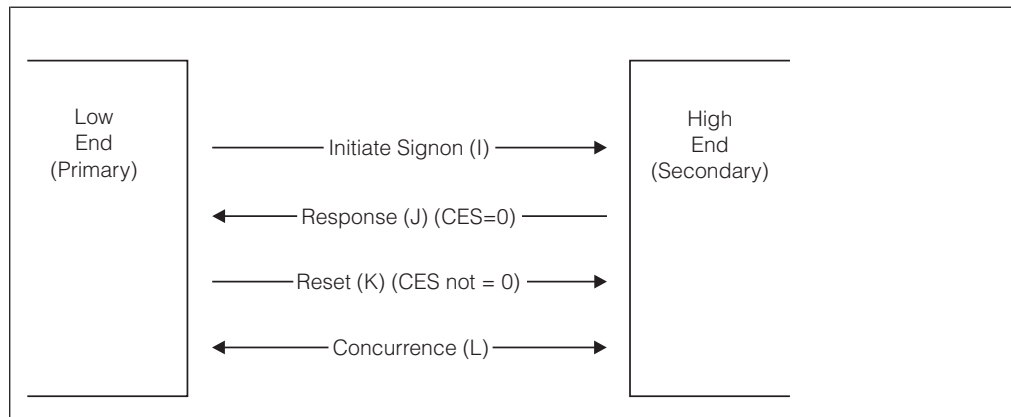 Low
End
(Primary)
High
End
(Secondary)
Initiate Signon (I)
Response (J) (CES=0)
Reset (K) (CES not = 0)
Concurrence (L)